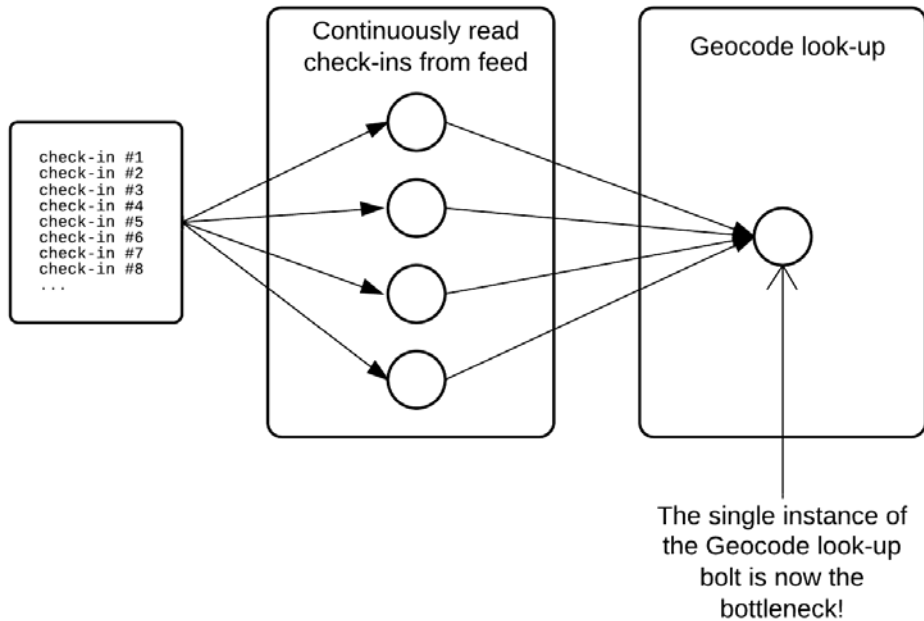 Continuously read
check-ins from feed
Geocode look-up
check-in #1
check-in #2
check-in #3
check-in #4
check-in #5
check-in #6
check-in #7
check-in #8
...
The single instance of
the Geocode look-up
bolt is now the
bottleneck!